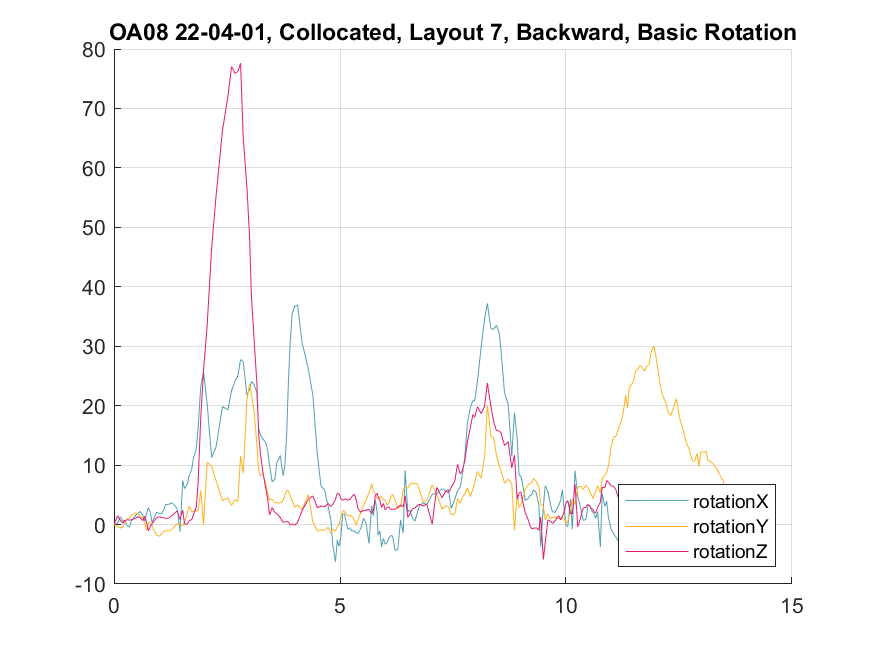 OA08 22-04-01, Collocated, Layout 7, Backward, Basic Rotation
80
70
60
50
40
30
20
10
0
-10
0 5 10 15
rotationX
rotationY
rotationZ